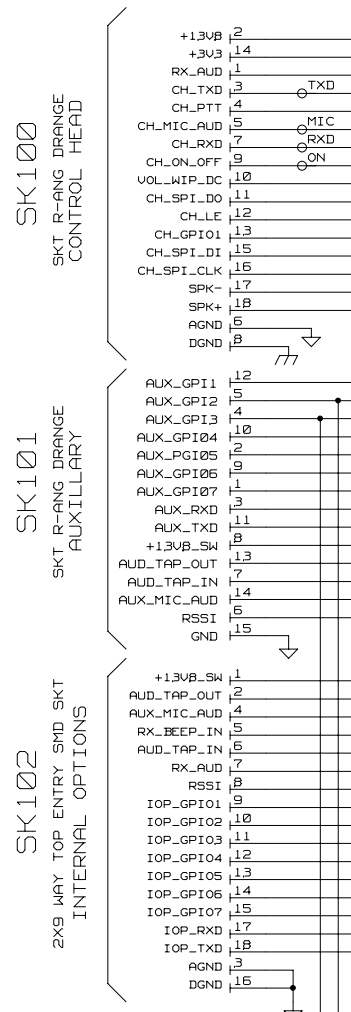 SK100
SKT R-ANG DRANGE
CONTROL HEAD
+13V8 2
+3V3 14
RX_AUD 1
CH_TXD 3 TXD
CH_PTT 4
CH_MIC_AUD 5 MIC
CH_RXD 7 RXD
CH_ON_OFF 9 ON
VOL_WIP_DC 10
CH_SPI_DO 11
CH_LE 12
CH_GPIO1 13
CH_SPI_DI 15
CH_SPI_CLK 16
SPK- 17
SPK+ 18
AGND 6
DGND 8
SK101
SKT R-ANG DRANGE
AUXILLARY
AUX_GPI1 12
AUX_GPI2 5
AUX_GPI3 4
AUX_GPIO4 10
AUX_PGIO5 2
AUX_GPIO6 9
AUX_GPIO7 1
AUX_RXD 3
AUX_TXD 11
+13V8_SW 8
AUD_TAP_OUT 13
AUD_TAP_IN 7
AUX_MIC_AUD 14
RSSI 6
GND 15
SK102
2X9 WAY TOP ENTRY SMD SKT
INTERNAL OPTIONS
+13V8_SW 1
AUD_TAP_OUT 2
AUX_MIC_AUD 4
RX_BEEP_IN 5
AUD_TAP_IN 6
RX_AUD 7
RSSI 8
IOP_GPIO1 9
IOP_GPIO2 10
IOP_GPIO3 11
IOP_GPIO4 12
IOP_GPIO5 13
IOP_GPIO6 14
IOP_GPIO7 15
IOP_RXD 17
IOP_TXD 18
AGND 3
DGND 16